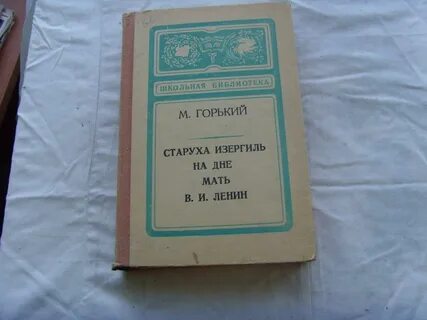 ШКОЛЬНАЯ БИБЛИОТЕКА
М. ГОРЬКИЙ
СТАРУХА ИЗЕРГИЛЬ
НА ДНЕ
МАТЬ
В. И. ЛЕНИН